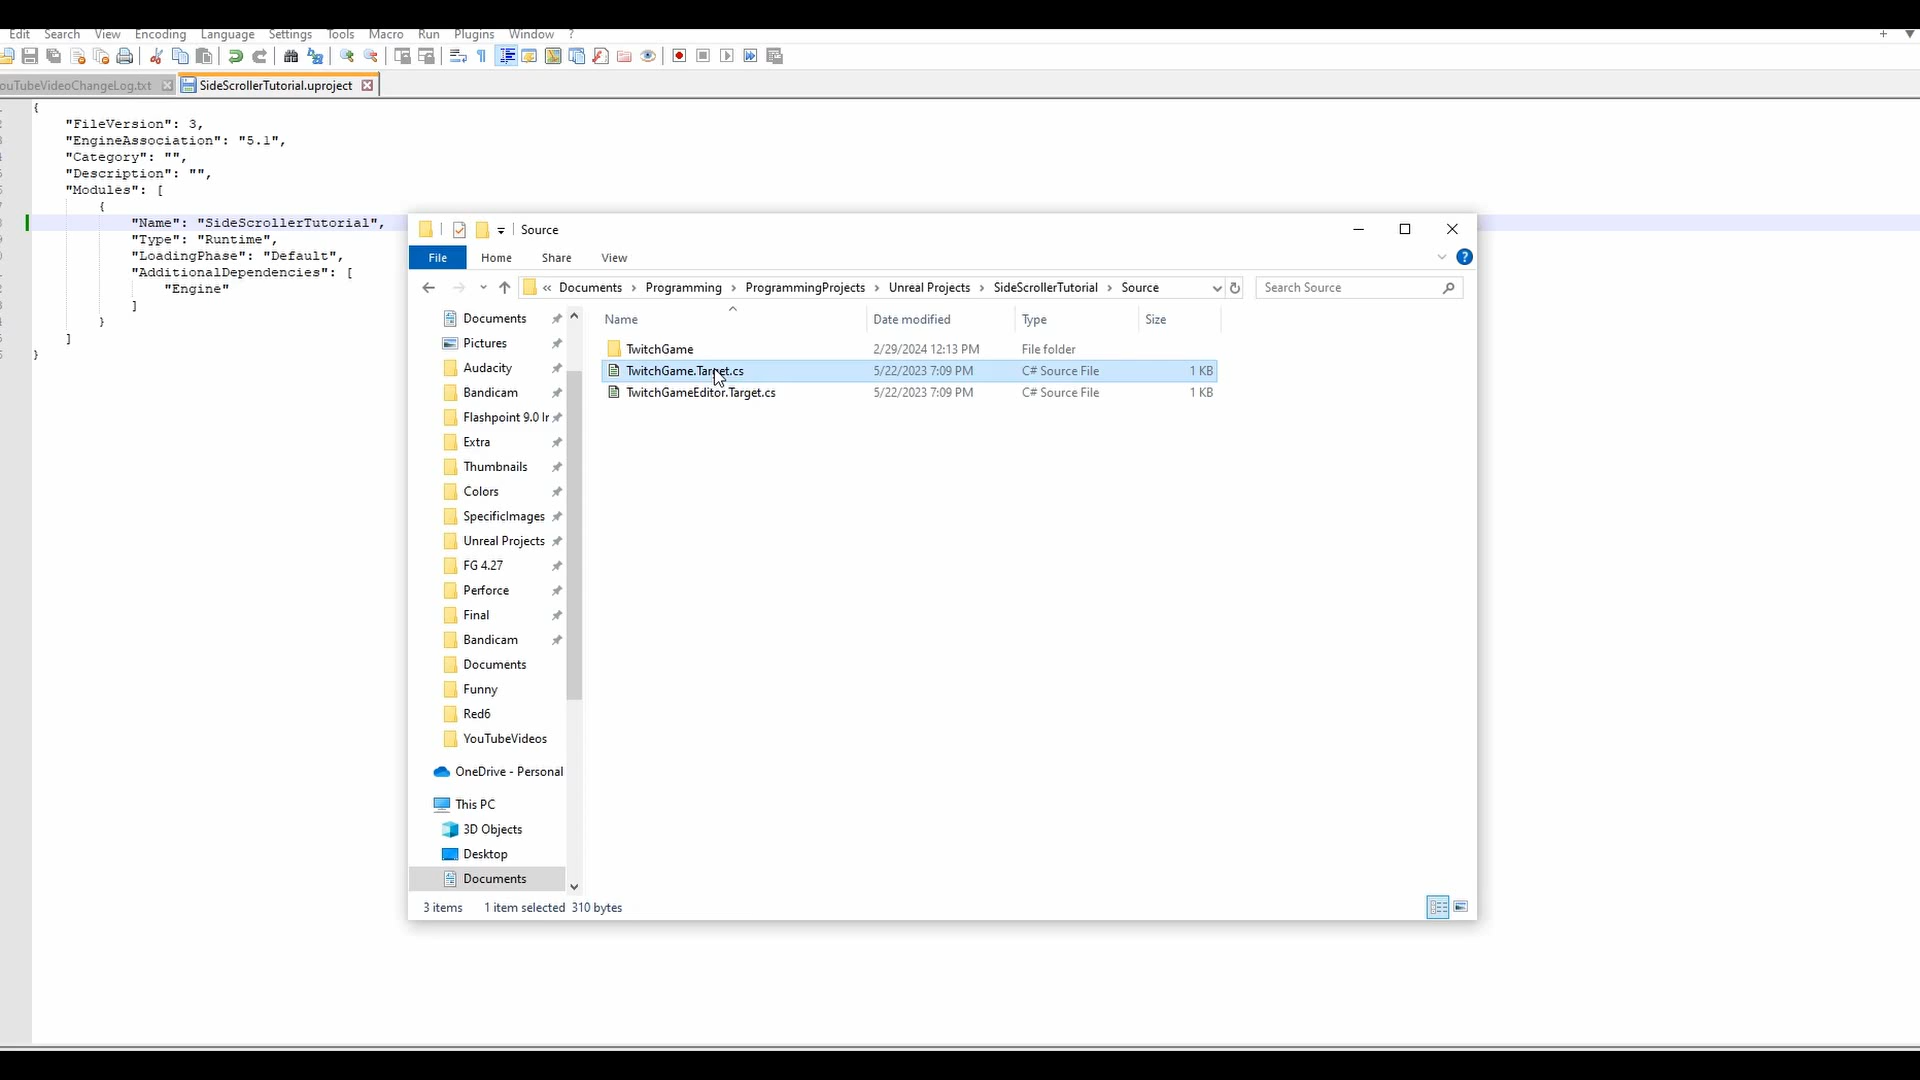 Edit Search View Encoding Language Settings Tools Macro Run Plugins Window ?
ouTubeVideoChangeLog.txt SideScrollerTutorial.uproject
{
"FileVersion": 3,
"EngineAssociation": "5.1",
"Category": "",
"Description": "",
"Modules": [
{
"Name": "SideScrollerTutorial",
"Type": "Runtime",
"LoadingPhase": "Default",
"AdditionalDependencies": [
"Engine"
]
}
]
}
Source
File Home Share View
« Documents › Programming › ProgrammingProjects › Unreal Projects › SideScrollerTutorial › Source Search Source
Name Date modified Type Size
TwitchGame 2/29/2024 12:13 PM File folder
TwitchGame.Target.cs 5/22/2023 7:09 PM C# Source File 1 KB
TwitchGameEditor.Target.cs 5/22/2023 7:09 PM C# Source File 1 KB
Documents
Pictures
Audacity
Bandicam
Flashpoint 9.0 Ir
Extra
Thumbnails
Colors
SpecificImages
Unreal Projects
FG 4.27
Perforce
Final
Bandicam
Documents
Funny
Red6
YouTubeVideos
OneDrive - Personal
This PC
3D Objects
Desktop
Documents
3 items 1 item selected 310 bytes